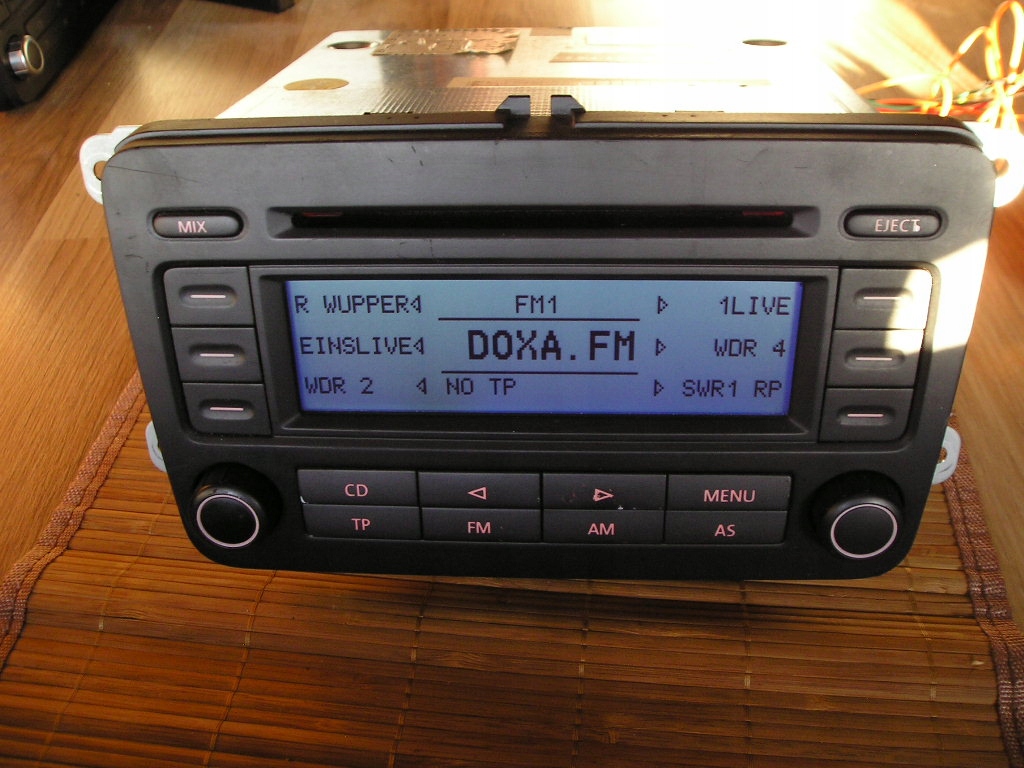 MIX
EJECT
R WUPPER FM1 1LIVE
EINSLIVE DOXA.FM WDR 4
WDR 2 NO TP SWR1 RP
CD MENU
TP FM AM AS